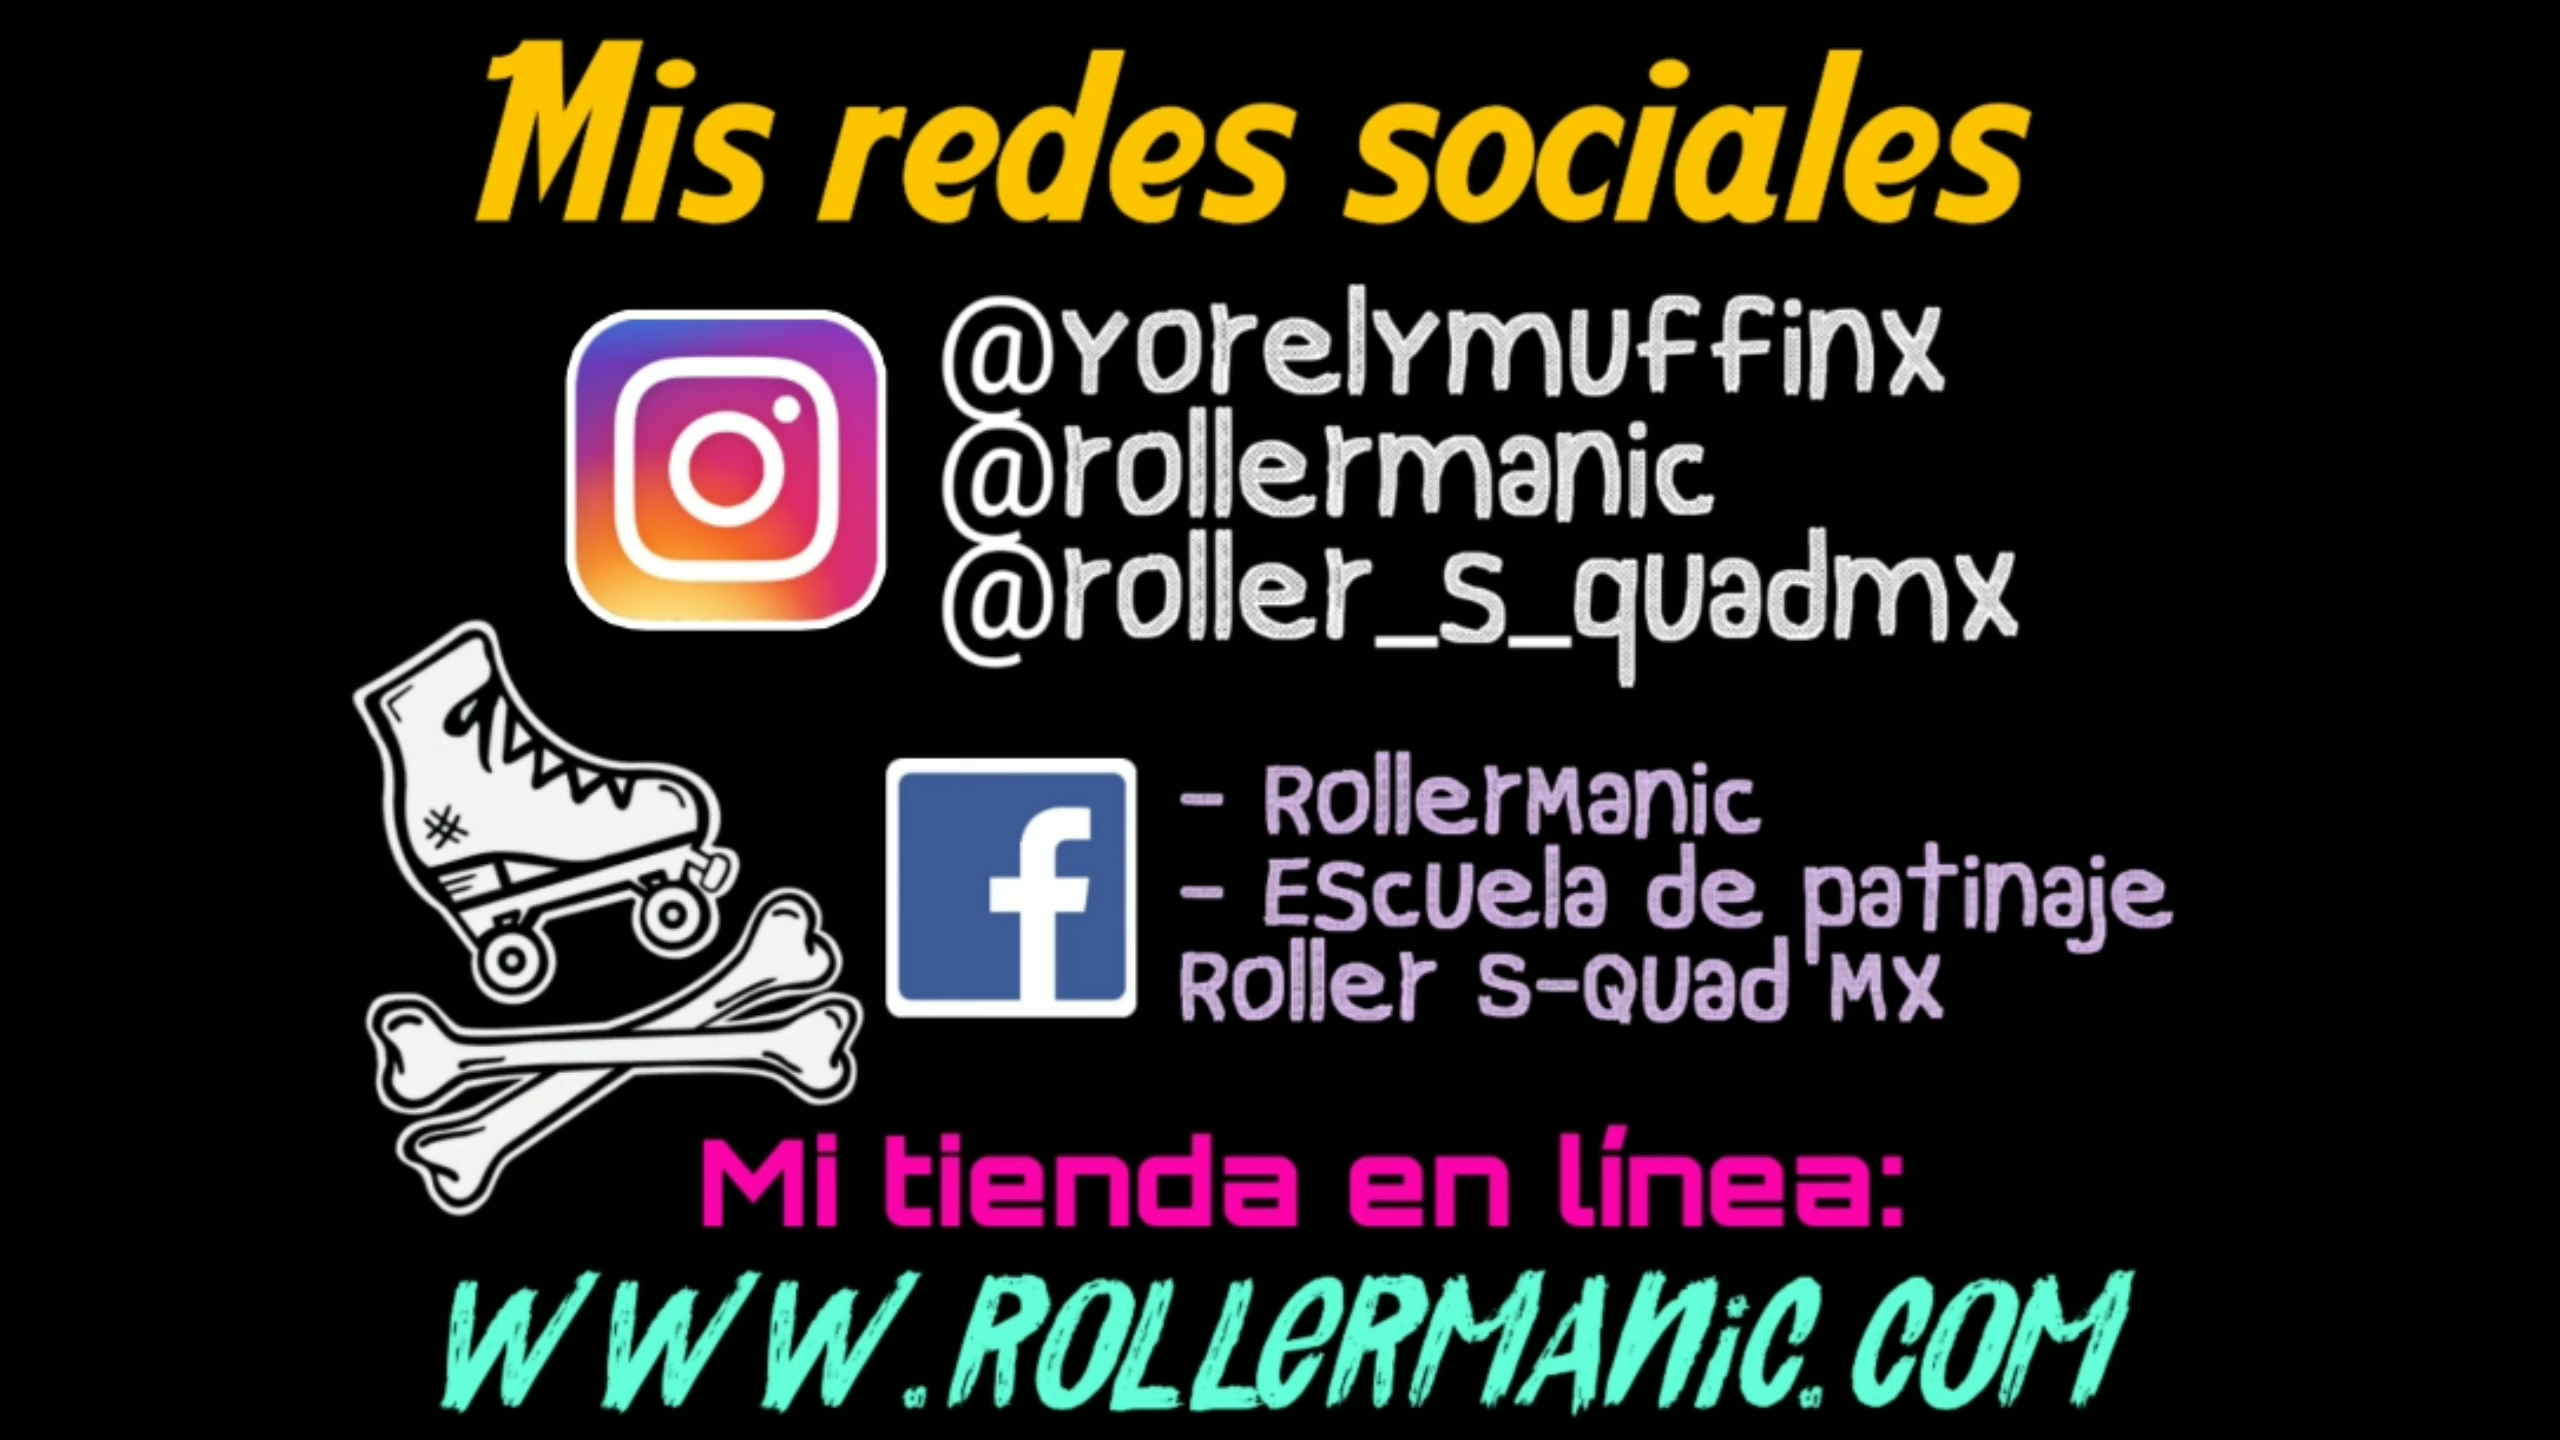 Mis redes sociales
@yorelymuffinx
@rollermanic
@roller_s_quadmx
- RollerManic
- Escuela de patinaje
Roller S-Quad MX
Mi tienda en línea:
WWW.ROLLERMANiC.COM